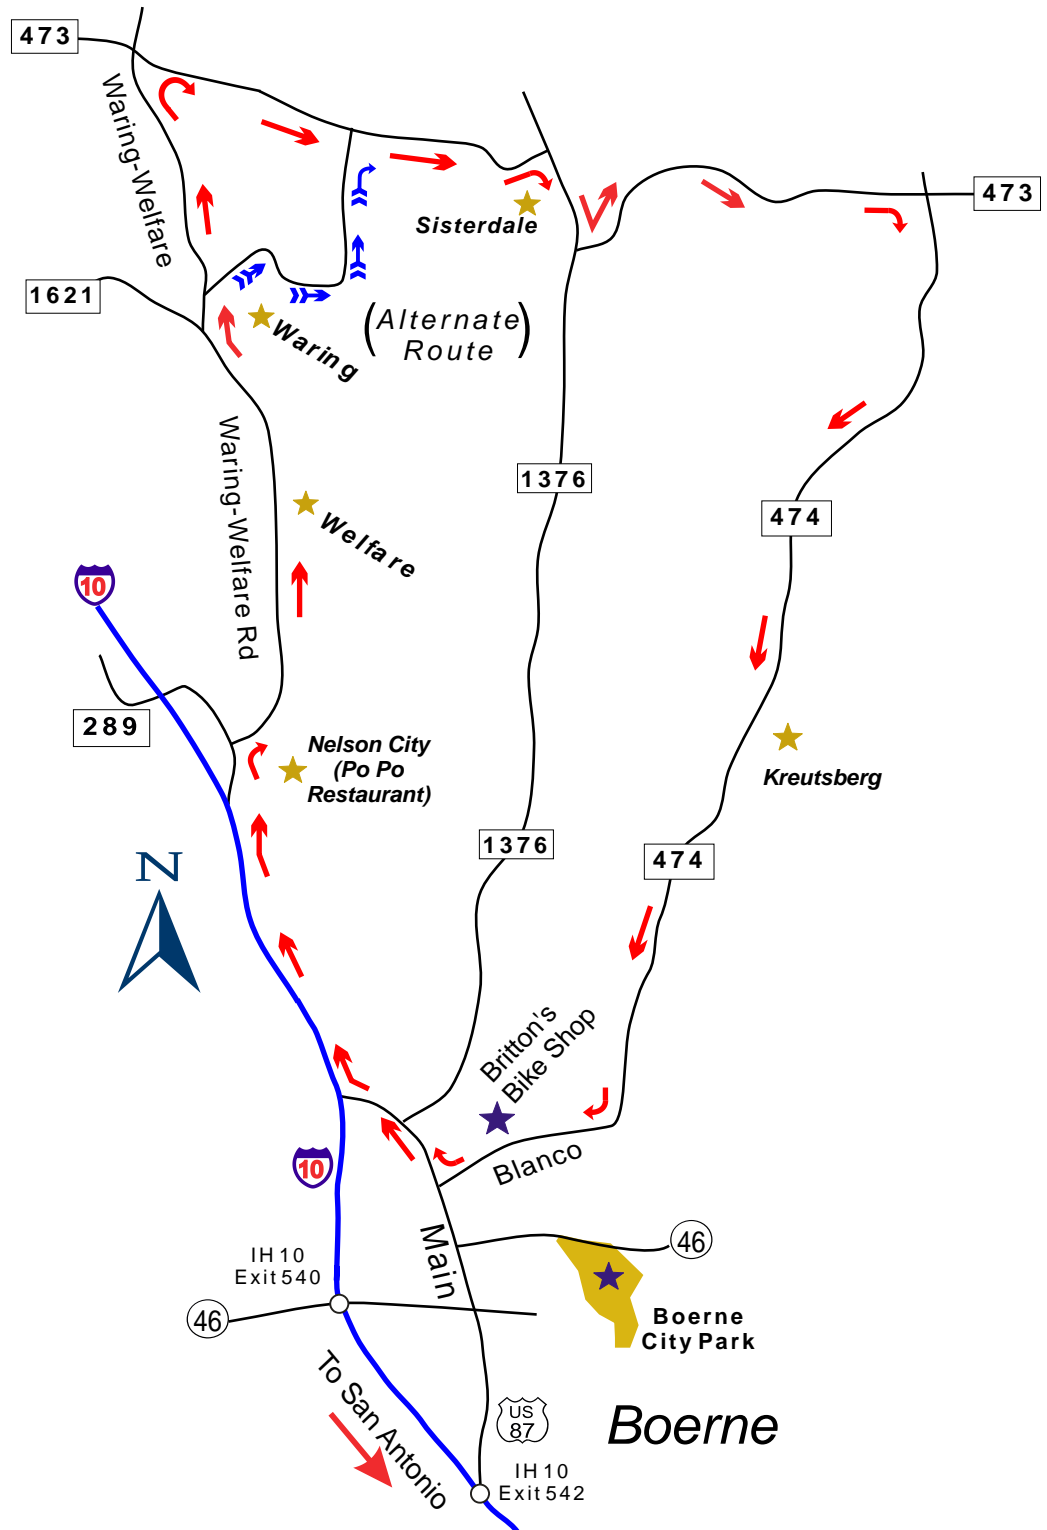 473
Waring-Welfare
473
Sisterdale
1621
(Alternate
Route)
Waring
Waring-Welfare Rd
1376
474
Welfare
10
289
Nelson City
(Po Po
Restaurant)
Kreutsberg
1376
474
N
Britton's
Bike Shop
Blanco
10
Main
46
IH 10
Exit 540
46
Boerne
City Park
To San Antonio
US
87
Boerne
IH 10
Exit 542